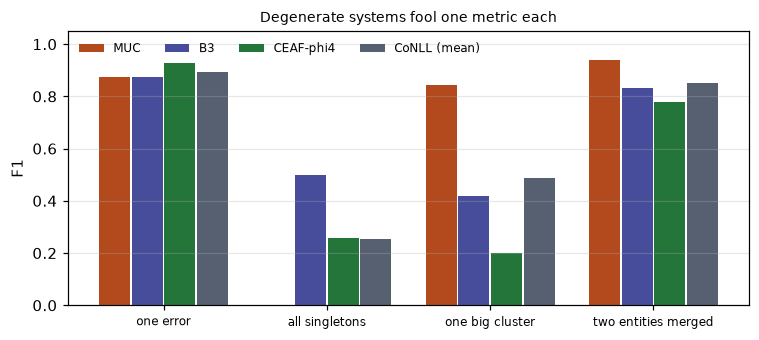 Degenerate systems fool one metric each
MUC B3 CEAF-phi4 CoNLL (mean)
F1
1.0
0.8
0.6
0.4
0.2
0.0
one error all singletons one big cluster two entities merged